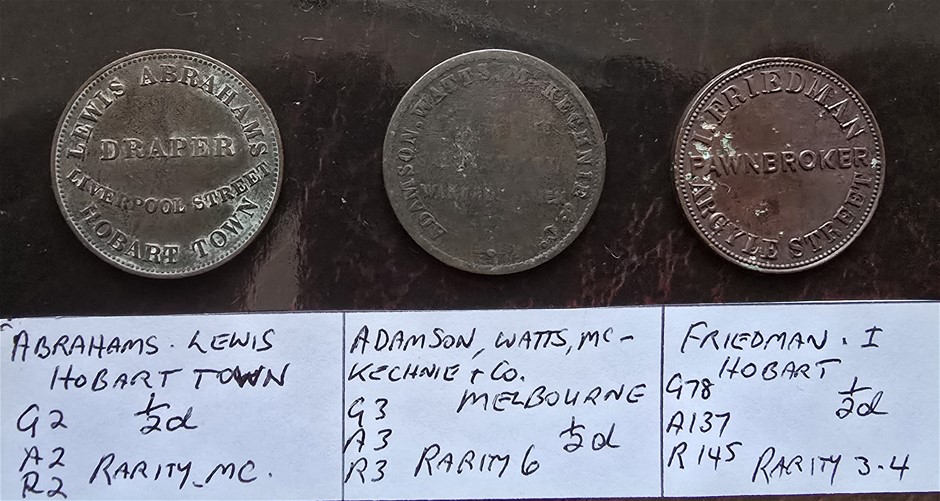 LEWIS ABRAHAMS
DRAPER
LIVERPOOL STREET
HOBART TOWN
ADAMSON, WATTS, McKECHNIE & Co.
I. FRIEDMAN
PAWNBROKER
ARGYLE STREET
ABRAHAMS. LEWIS
HOBART TOWN
G2 ½d
A2 RARITY MC.
R2
ADAMSON, WATTS, MC-
KECHNIE + CO.
MELBOURNE
G3
A3 ½d
R3 RARITY 6
FRIEDMAN. I
HOBART
G78 ½d
A137
R145 RARITY 3-4